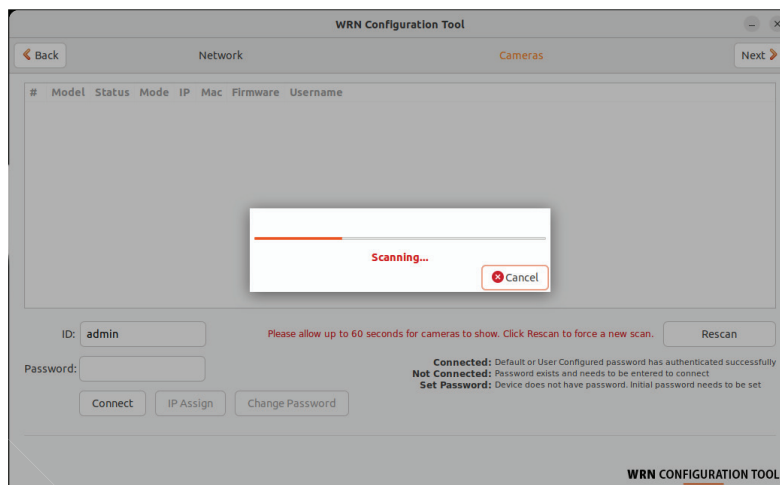 WRN Configuration Tool
Back Network Cameras Next
# Model Status Mode IP Mac Firmware Username
Scanning...
Cancel
ID: admin Please allow up to 60 seconds for cameras to show. Click Rescan to force a new scan. Rescan
Password:
Connected: Default or User Configured password has authenticated successfully
Not Connected: Password exists and needs to be entered to connect
Set Password: Device does not have password. Initial password needs to be set
Connect IP Assign Change Password
WRN CONFIGURATION TOOL